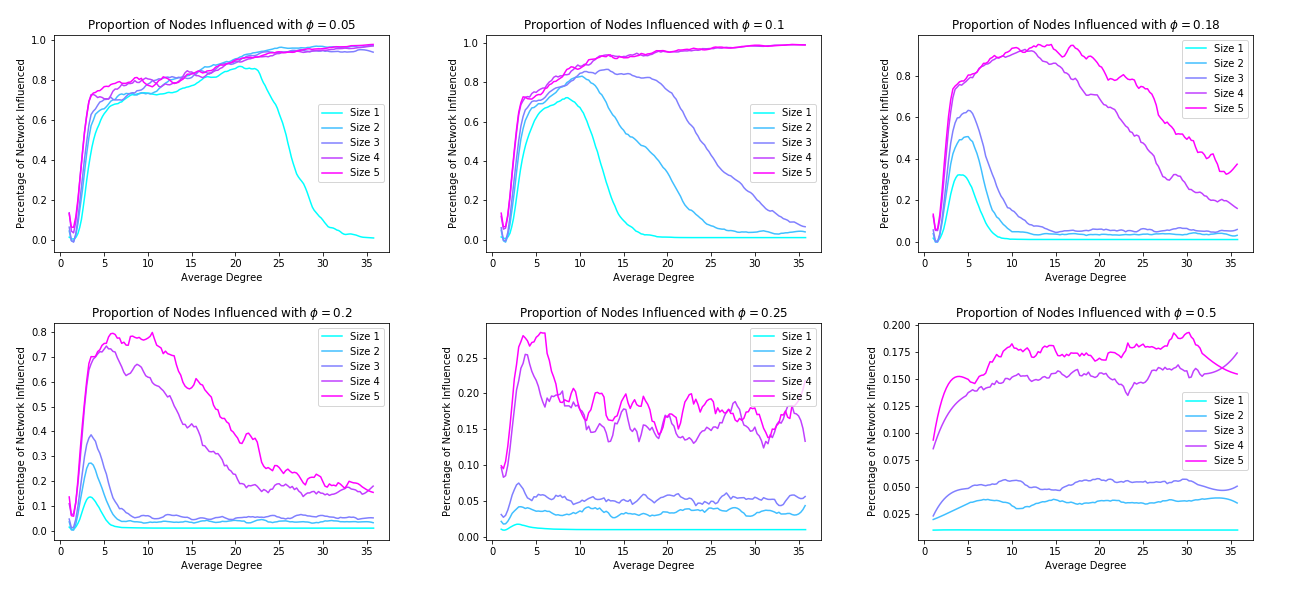 Proportion of Nodes Influenced with ϕ = 0.05
Percentage of Network Influenced
1.0
0.8
0.6
0.4
0.2
0.0
Size 1
Size 2
Size 3
Size 4
Size 5
0 5 10 15 20 25 30 35
Average Degree
Proportion of Nodes Influenced with ϕ = 0.1
Percentage of Network Influenced
1.0
0.8
0.6
0.4
0.2
0.0
Size 1
Size 2
Size 3
Size 4
Size 5
0 5 10 15 20 25 30 35
Average Degree
Proportion of Nodes Influenced with ϕ = 0.18
Percentage of Network Influenced
0.8
0.6
0.4
0.2
0.0
Size 1
Size 2
Size 3
Size 4
Size 5
0 5 10 15 20 25 30 35
Average Degree
Proportion of Nodes Influenced with ϕ = 0.2
Percentage of Network Influenced
0.8
0.7
0.6
0.5
0.4
0.3
0.2
0.1
0.0
Size 1
Size 2
Size 3
Size 4
Size 5
0 5 10 15 20 25 30 35
Average Degree
Proportion of Nodes Influenced with ϕ = 0.25
Percentage of Network Influenced
0.25
0.20
0.15
0.10
0.05
0.00
Size 1
Size 2
Size 3
Size 4
Size 5
0 5 10 15 20 25 30 35
Average Degree
Proportion of Nodes Influenced with ϕ = 0.5
Percentage of Network Influenced
0.200
0.175
0.150
0.125
0.100
0.075
0.050
0.025
Size 1
Size 2
Size 3
Size 4
Size 5
0 5 10 15 20 25 30 35
Average Degree